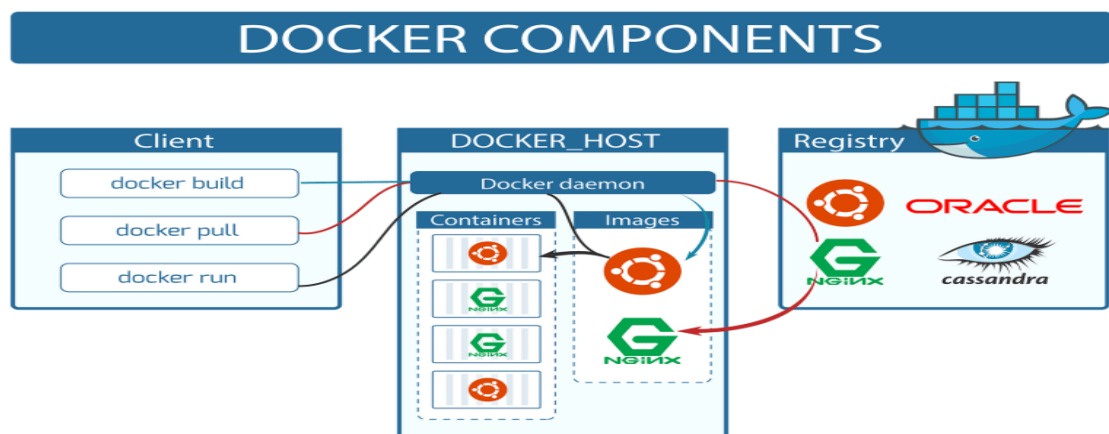 DOCKER COMPONENTS
Client
docker build
docker pull
docker run
DOCKER_HOST
Docker daemon
Containers
NGiNX
NGiNX
Images
NGiNX
Registry
ORACLE
NGiNX
cassandra